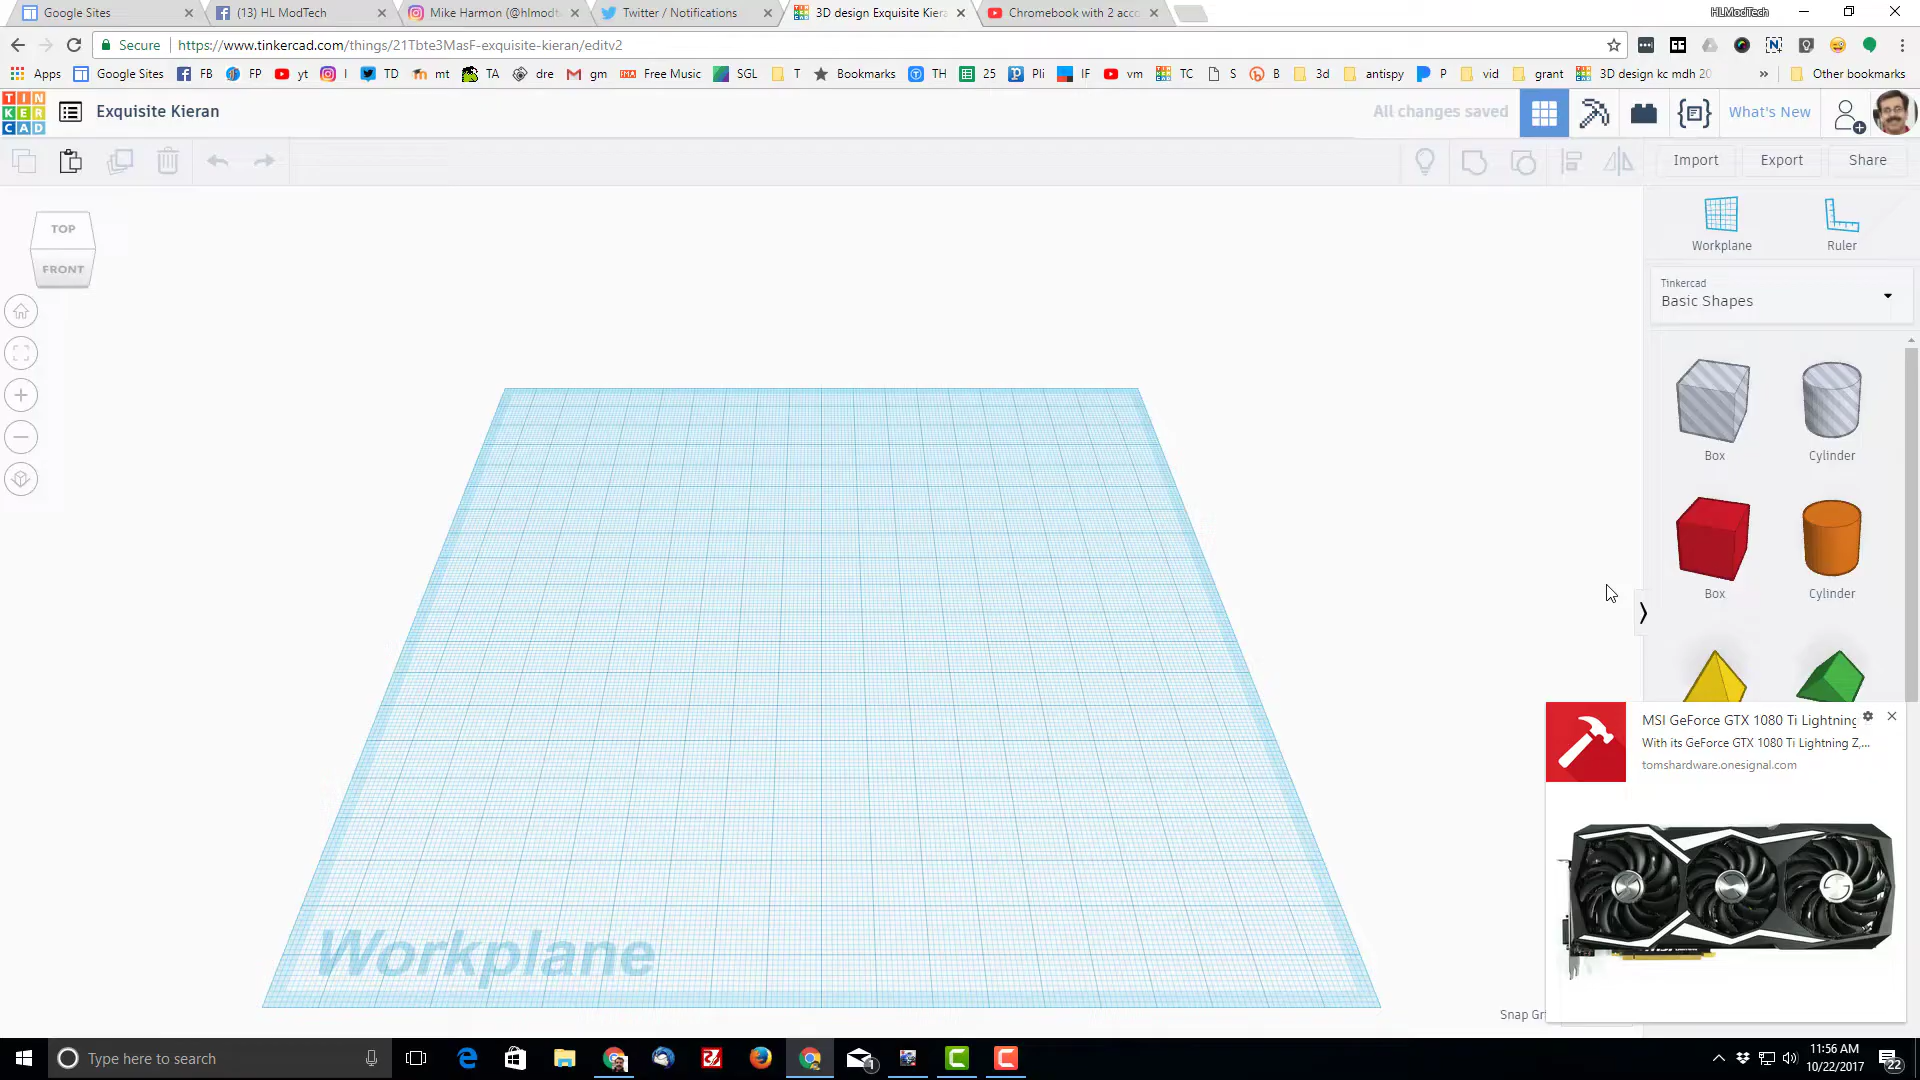 Google Sites
(13) HL ModTech
Mike Harmon (@hlmodt
Twitter / Notifications
3D design Exquisite Kiera
Chromebook with 2 acco
HLModTech
Secure
https://www.tinkercad.com/things/21Tbte3MasF-exquisite-kieran/editv2
Apps
Google Sites
FB
FP
yt
I
TD
mt
TA
dre
gm
Free Music
SGL
T
Bookmarks
TH
25
Pli
IF
vm
TC
S
B
3d
antispy
P
vid
grant
3D design kc mdh 20
»
Other bookmarks
TIN
KER
CAD
Exquisite Kieran
All changes saved
What's New
Import
Export
Share
TOP
FRONT
Workplane
Ruler
Tinkercad
Basic Shapes
Box
Cylinder
Box
Cylinder
Workplane
MSI GeForce GTX 1080 Ti Lightning
With its GeForce GTX 1080 Ti Lightning Z,...
tomshardware.onesignal.com
Snap Gr
Type here to search
1
11:56 AM
10/22/2017
22